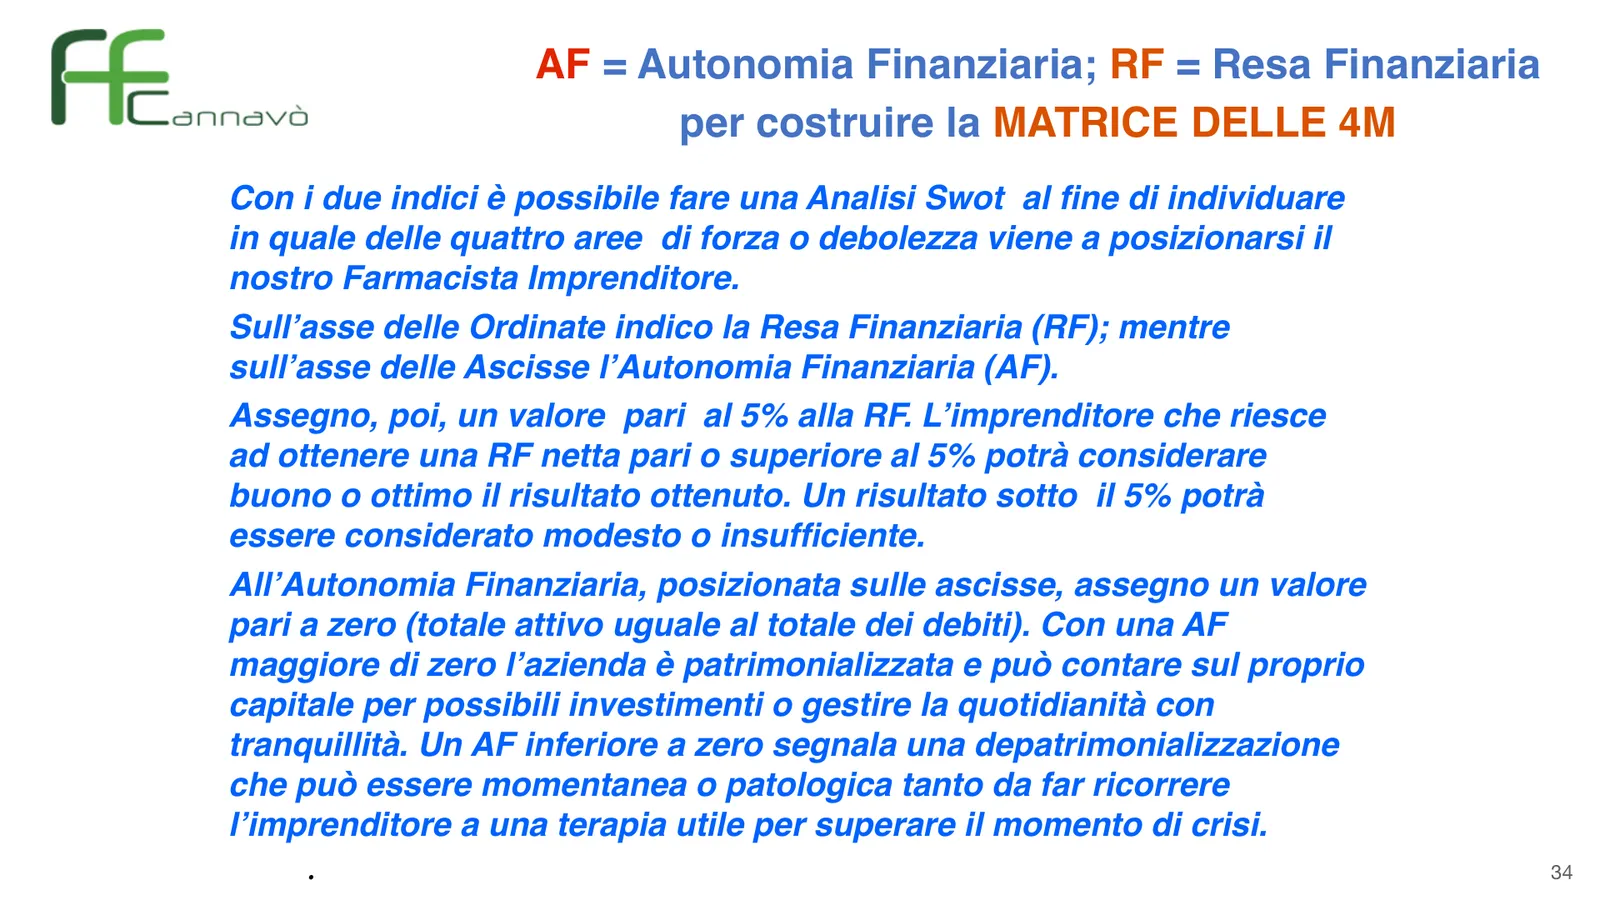 FFCannavò
AF = Autonomia Finanziaria; RF = Resa Finanziaria
per costruire la MATRICE DELLE 4M
Con i due indici è possibile fare una Analisi Swot  al fine di individuare
in quale delle quattro aree  di forza o debolezza viene a posizionarsi il
nostro Farmacista Imprenditore.
Sull’asse delle Ordinate indico la Resa Finanziaria (RF); mentre
sull’asse delle Ascisse l’Autonomia Finanziaria (AF).
Assegno, poi, un valore  pari  al 5% alla RF. L’imprenditore che riesce
ad ottenere una RF netta pari o superiore al 5% potrà considerare
buono o ottimo il risultato ottenuto. Un risultato sotto  il 5% potrà
essere considerato modesto o insufficiente.
All’Autonomia Finanziaria, posizionata sulle ascisse, assegno un valore
pari a zero (totale attivo uguale al totale dei debiti). Con una AF
maggiore di zero l’azienda è patrimonializzata e può contare sul proprio
capitale per possibili investimenti o gestire la quotidianità con
tranquillità. Un AF inferiore a zero segnala una depatrimonializzazione
che può essere momentanea o patologica tanto da far ricorrere
l’imprenditore a una terapia utile per superare il momento di crisi.
.
34